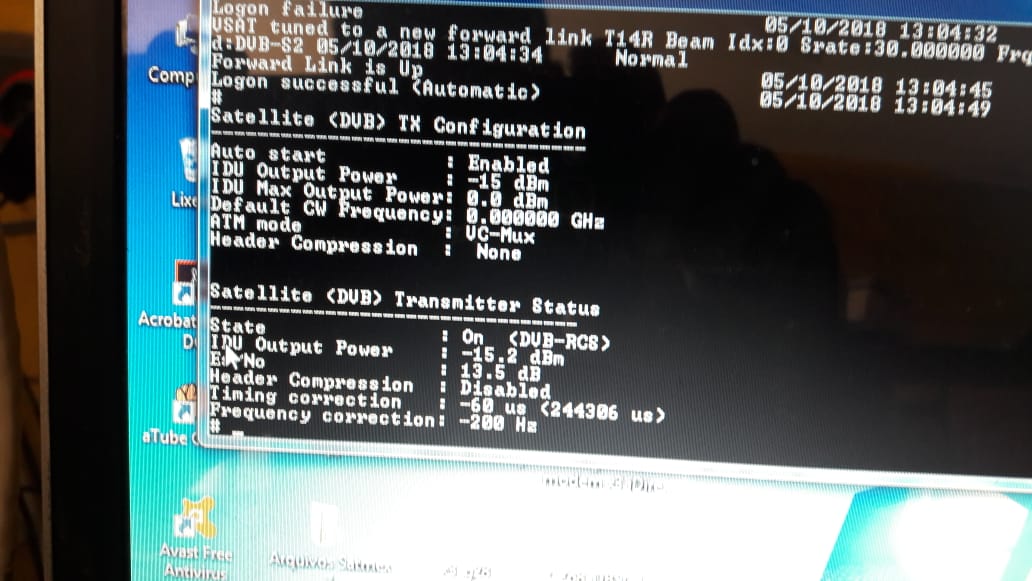 Logon failure 05/10/2018 13:04:32
VSAT tuned to a new forward link T14R Beam Idx:0 Srate:30.000000 Frq
d:DVB-S2 05/10/2018 13:04:34 Normal
Forward Link is Up 05/10/2018 13:04:45
Logon successful (Automatic) 05/10/2018 13:04:49
#
Satellite (DVB) TX Configuration
Auto start : Enabled
IDU Output Power : -15 dBm
IDU Max Output Power: 0.0 dBm
Default CW Frequency: 0.000000 GHz
ATM mode : VC-Mux
Header Compression : None
Satellite (DVB) Transmitter Status
State : On (DVB-RCS)
IDU Output Power : -15.2 dBm
Es/No : 13.5 dB
Header Compression : Disabled
Timing correction : -60 us (244306 us)
Frequency correction: -200 Hz
#
Comp
Lixe
Acrobat
D
aTube C
Avast Free
Antivirus
Arquivos Satmex